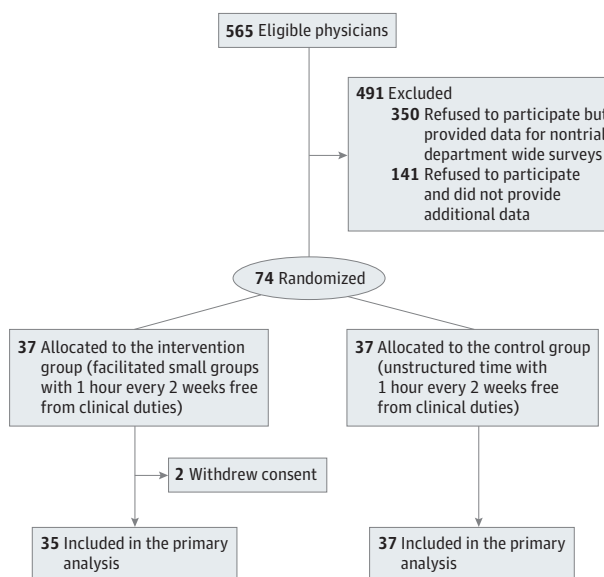 565 Eligible physicians
491 Excluded
350 Refused to participate but
provided data for nontrial
department wide surveys
141 Refused to participate
and did not provide
additional data
74 Randomized
37 Allocated to the intervention
group (facilitated small groups
with 1 hour every 2 weeks free
from clinical duties)
37 Allocated to the control group
(unstructured time with
1 hour every 2 weeks free
from clinical duties)
2 Withdrew consent
35 Included in the primary
analysis
37 Included in the primary
analysis